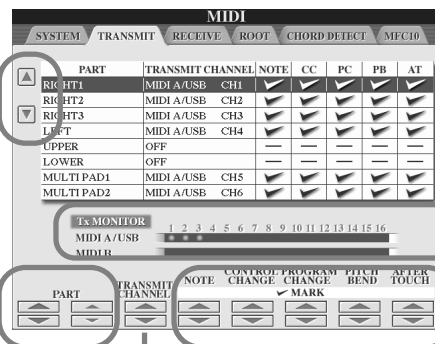 MIDI
SYSTEM TRANSMIT RECEIVE ROOT CHORD DETECT MFC10
PART TRANSMIT CHANNEL NOTE CC PC PB AT
RIGHT1 MIDI A/USB CH1
RIGHT2 MIDI A/USB CH2
RIGHT3 MIDI A/USB CH3
LEFT MIDI A/USB CH4
UPPER OFF — — — — —
LOWER OFF — — — — —
MULTI PAD1 MIDI A/USB CH5
MULTI PAD2 MIDI A/USB CH6
Tx MONITOR 1 2 3 4 5 6 7 8 9 10 11 12 13 14 15 16
MIDI A/USB
MIDI B
PART TRANSMIT CHANNEL NOTE CONTROL CHANGE PROGRAM CHANGE PITCH BEND AFTER TOUCH
MARK